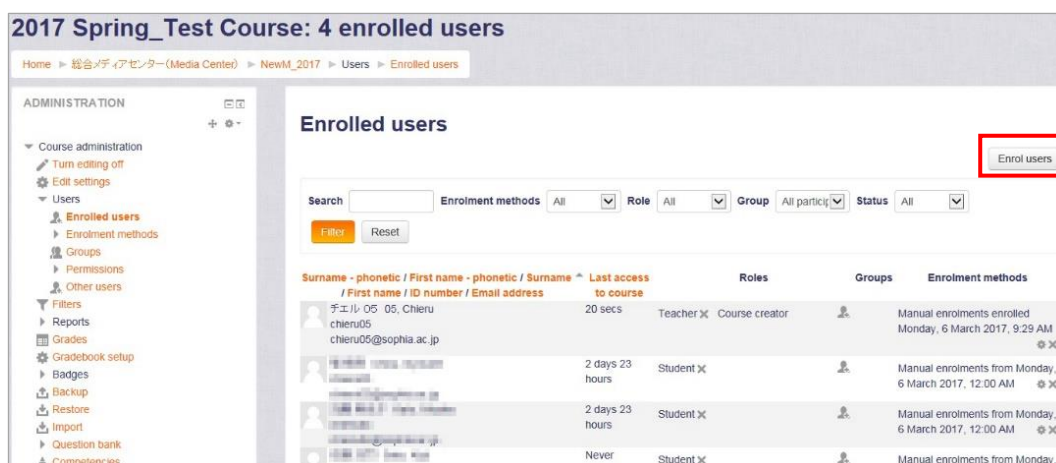 2017 Spring_Test Course: 4 enrolled users
Home ► 総合メディアセンター(Media Center) ► NewM_2017 ► Users ► Enrolled users
ADMINISTRATION
Course administration
Turn editing off
Edit settings
Users
Enrolled users
Enrolment methods
Groups
Permissions
Other users
Filters
Reports
Grades
Gradebook setup
Badges
Backup
Restore
Import
Question bank
Competencies
Enrolled users
Enrol users
Search Enrolment methods All Role All Group All particip Status All
Filter Reset
Surname - phonetic / First name - phonetic / Surname Last access Roles Groups Enrolment methods
/ First name / ID number / Email address to course
チエル 05 05, Chieru 20 secs Teacher Course creator Manual enrolments enrolled
chieru05 Monday, 6 March 2017, 9:29 AM
chieru05@sophia.ac.jp
2 days 23 Student Manual enrolments from Monday,
hours 6 March 2017, 12:00 AM
2 days 23 Student Manual enrolments from Monday,
hours 6 March 2017, 12:00 AM
Never Student Manual enrolments from Monday,